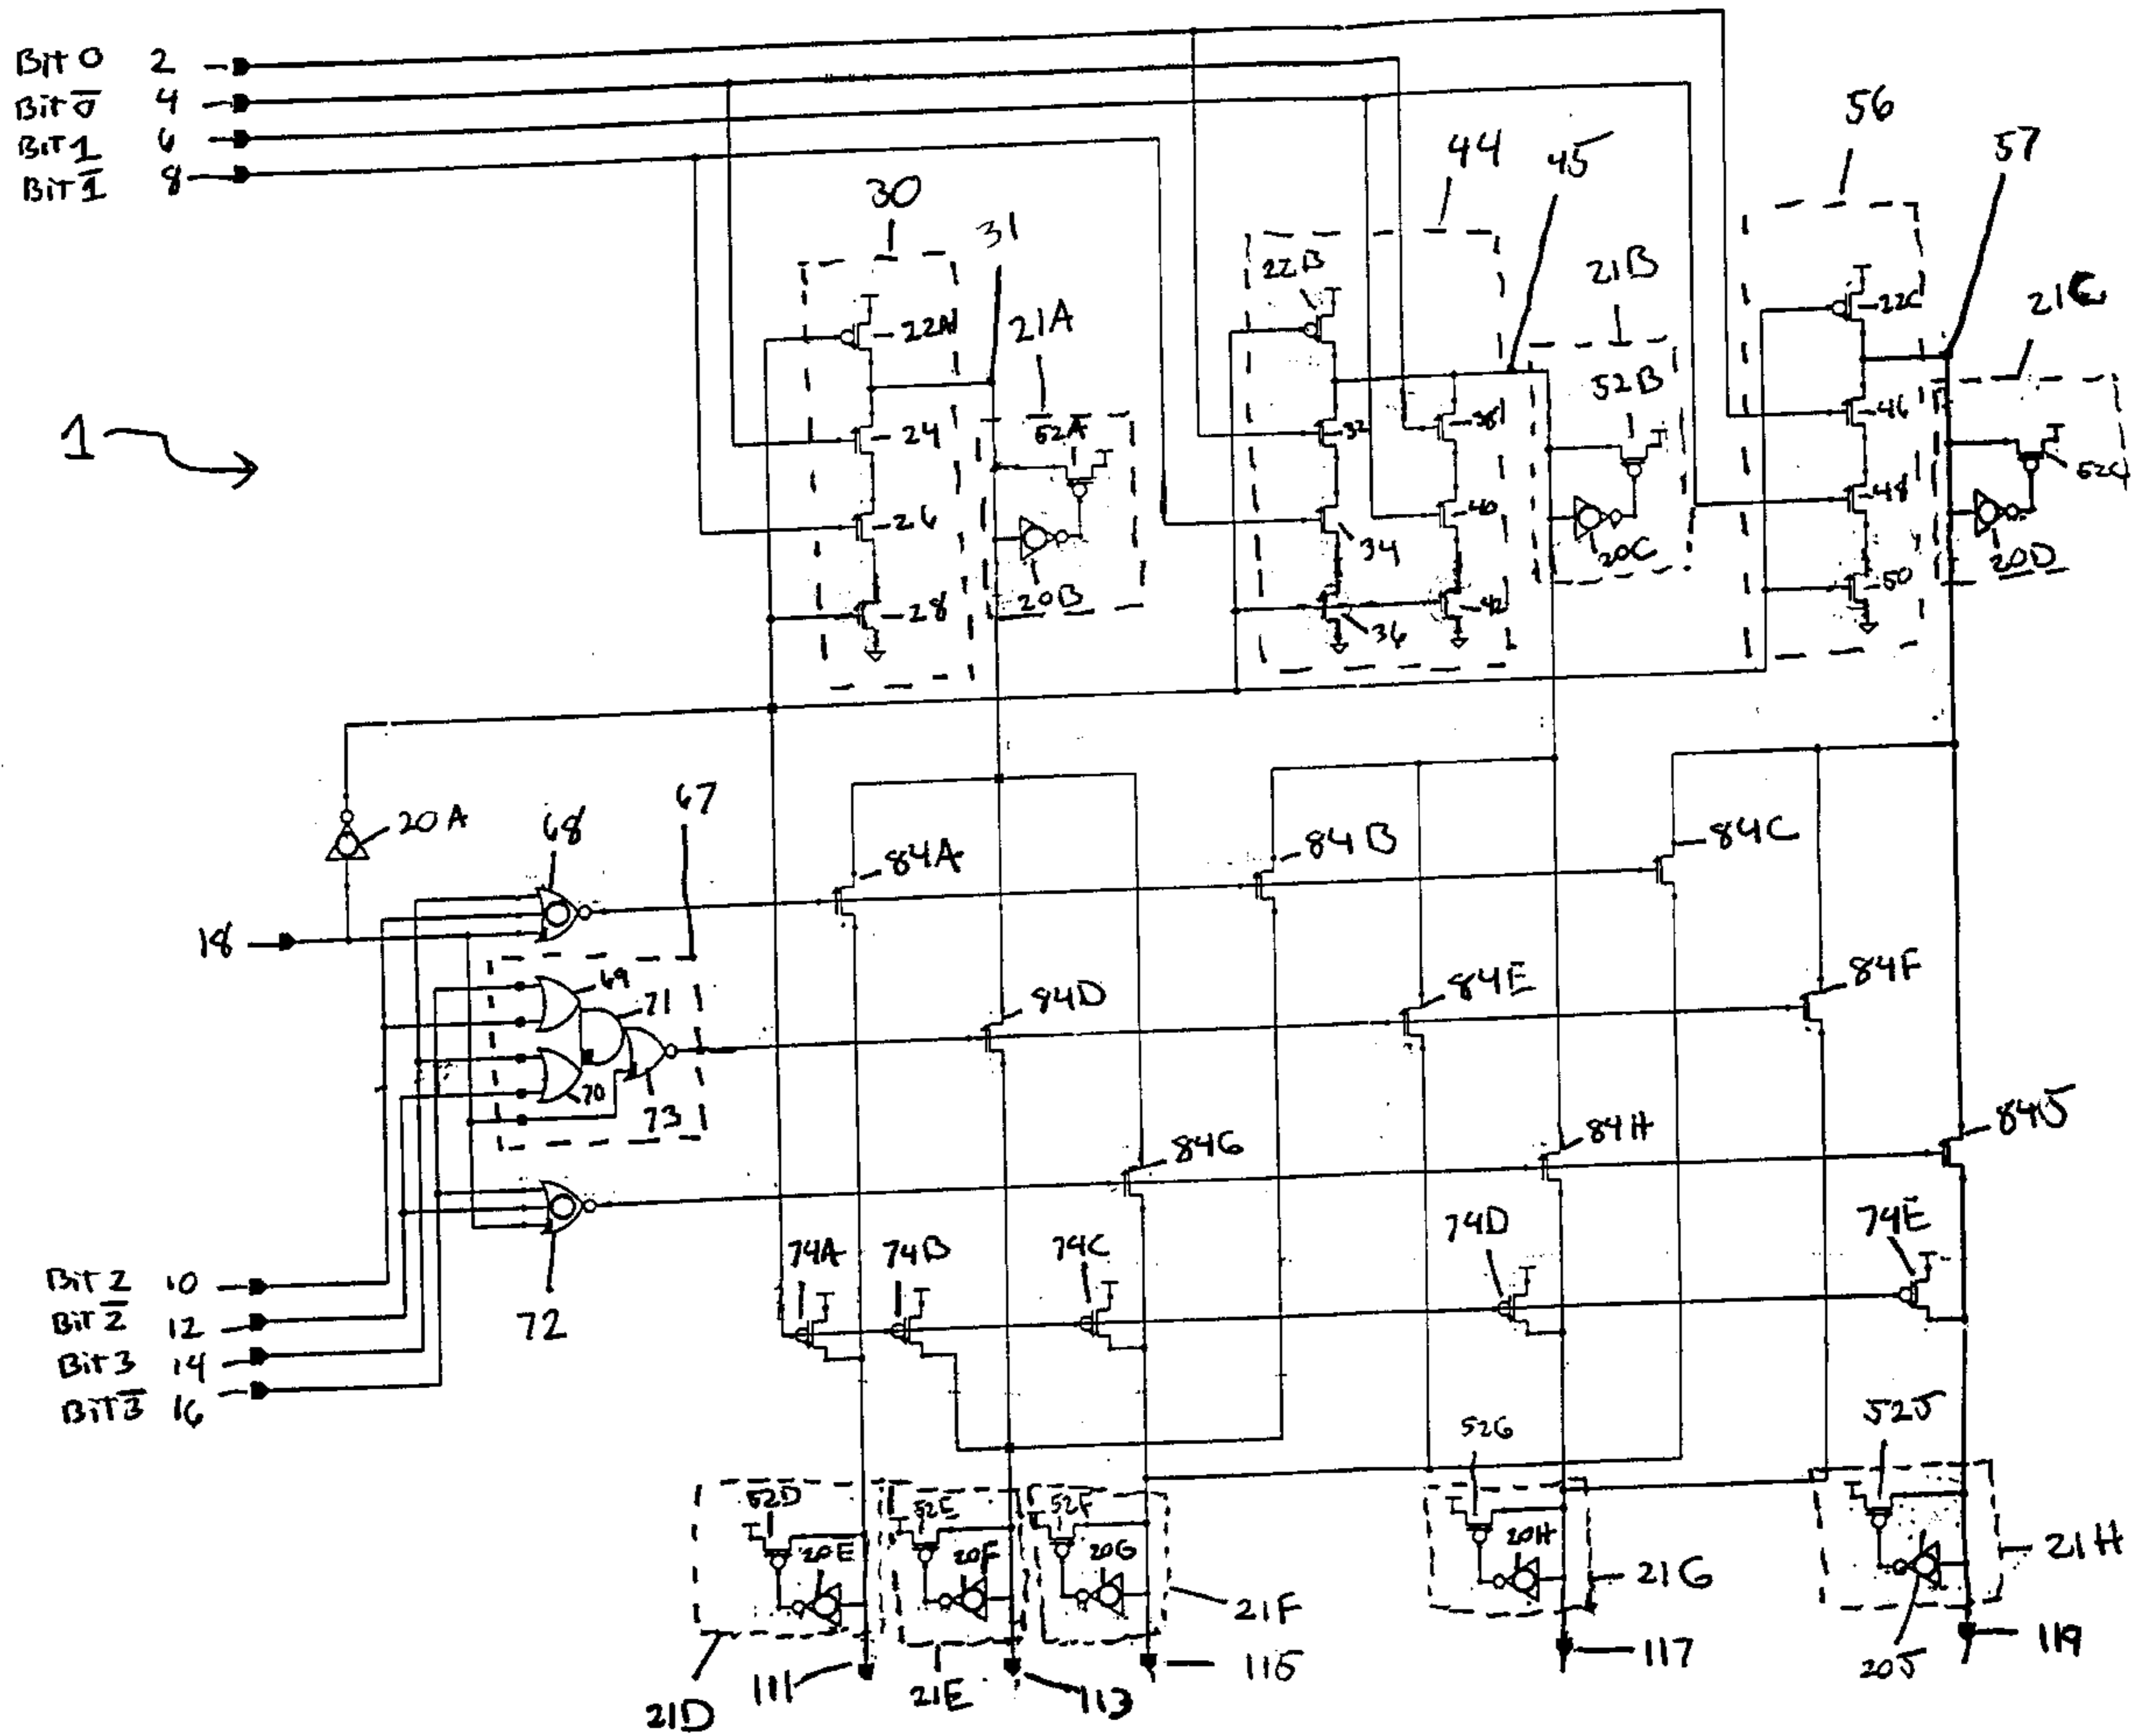 Bit 0 2
Bit 0̅ 4
Bit 1 6
Bit 1̅ 8
56
44
45
57
30
31
22B
21B
21C
22A
21A
22C
52B
1
24
52A
32
38
46
52C
26
34
40
20C
48
20D
28
20B
36
42
50
67
20A
68
84A
84B
84C
18
69
71
84D
84E
84F
70
73
84G
84H
84J
72
74A
74B
74C
74D
74E
Bit 2 10
Bit 2̅ 12
Bit 3 14
Bit 3̅ 16
52G
52J
52D
52E
52F
20E
20F
20G
20H
21G
21H
21F
21D
111
21E
113
115
117
20J
119